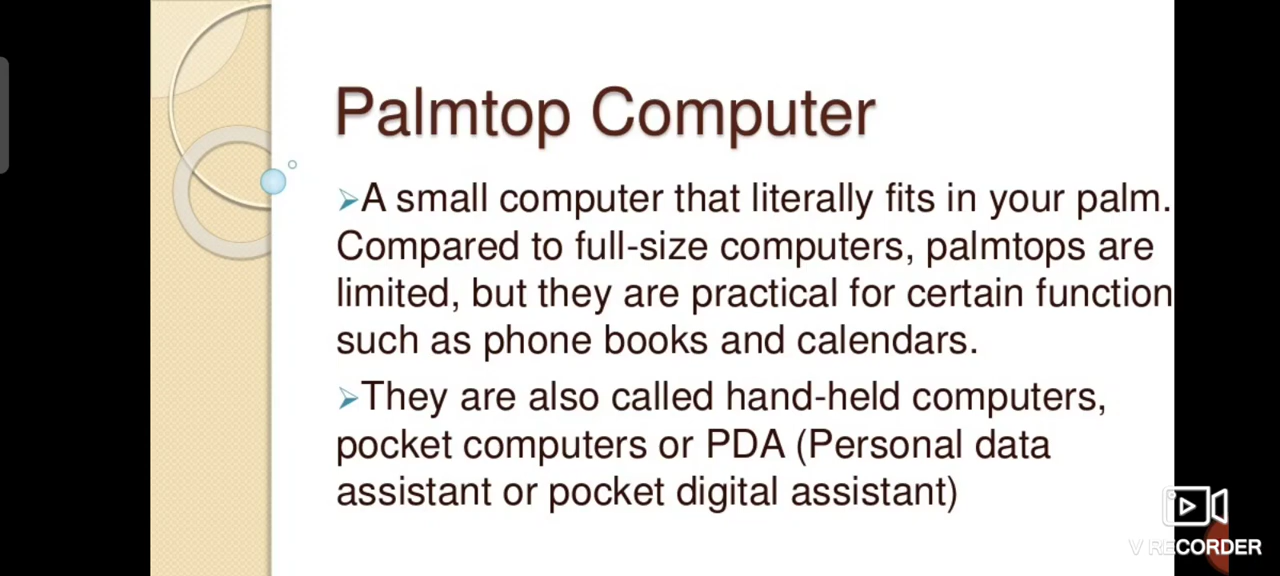 Palmtop Computer
➢A small computer that literally fits in your palm.
Compared to full-size computers, palmtops are
limited, but they are practical for certain function
such as phone books and calendars.
➢They are also called hand-held computers,
pocket computers or PDA (Personal data
assistant or pocket digital assistant)
V RECORDER